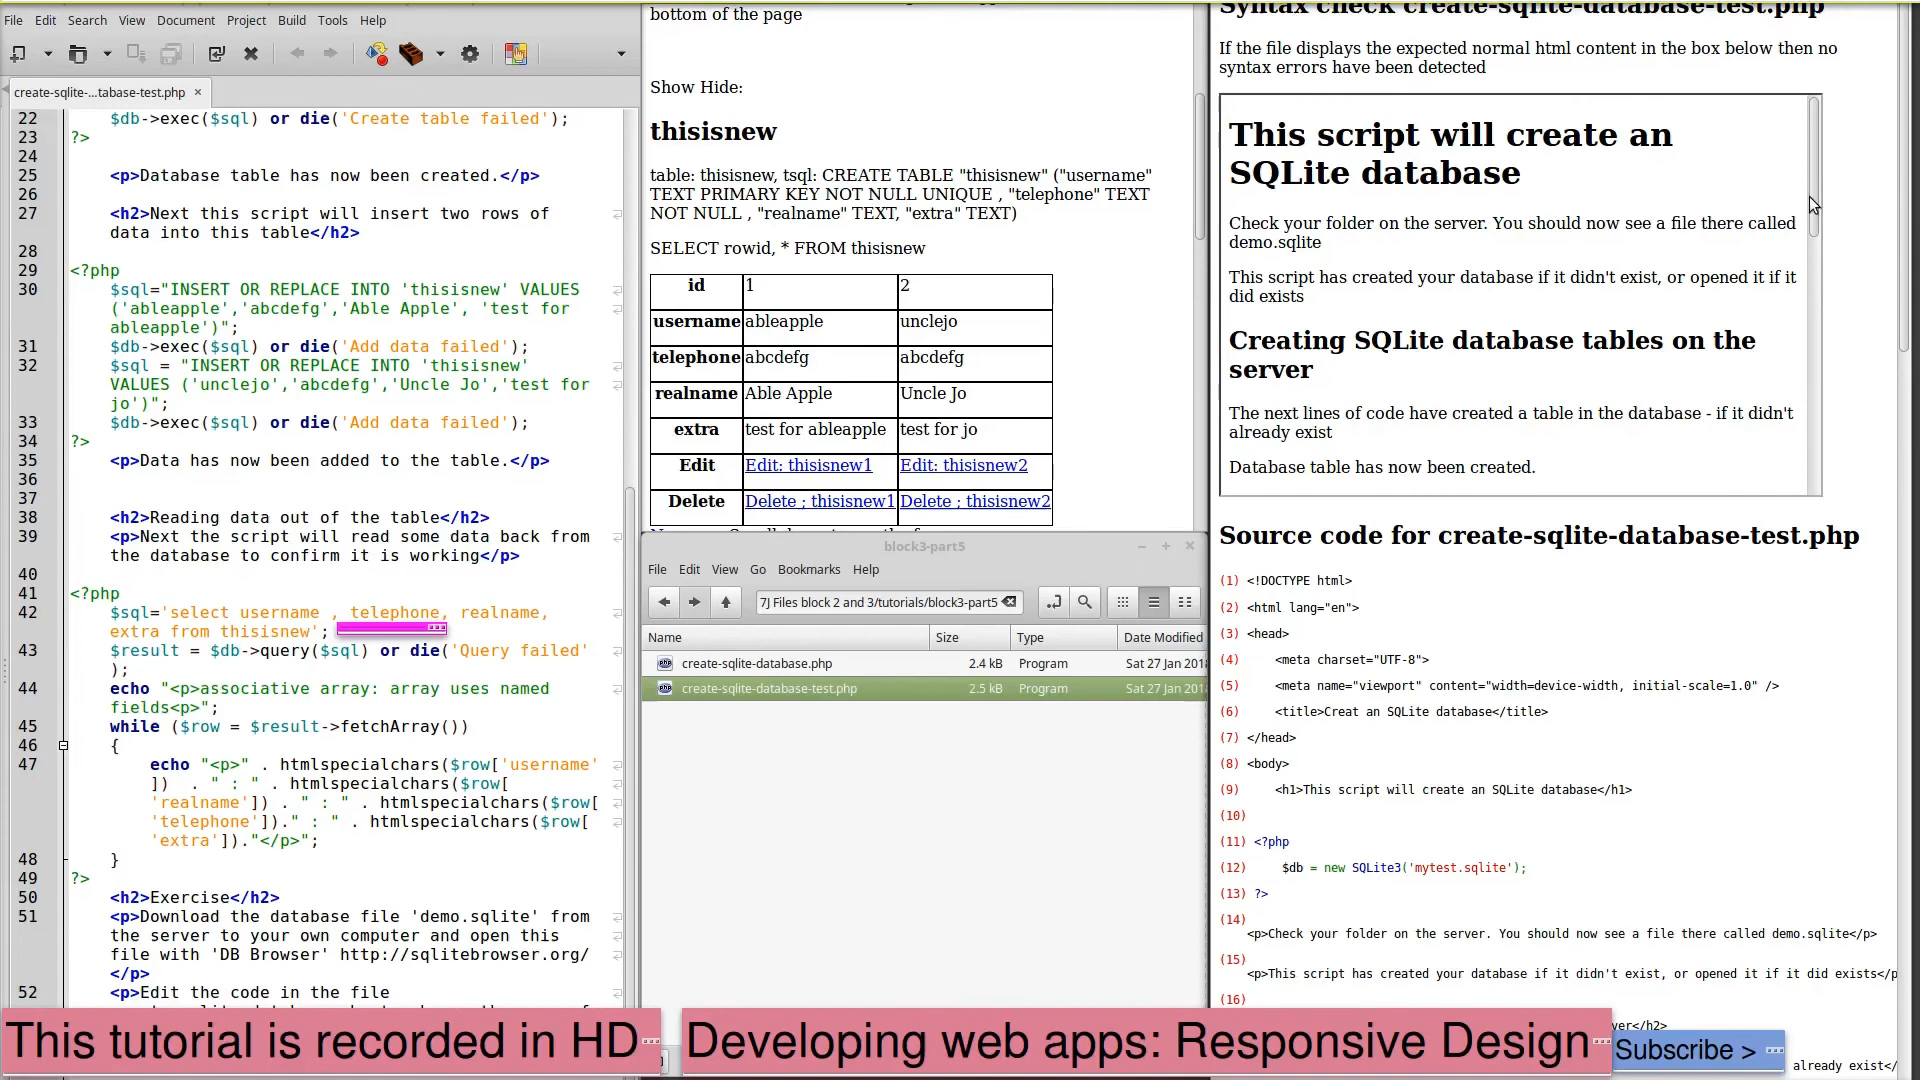 File Edit Search View Document Project Build Tools Help
create-sqlite-...tabase-test.php ×
22 $db->exec($sql) or die('Create table failed');
23 ?>
24
25 <p>Database table has now been created.</p>
26
27 <h2>Next this script will insert two rows of
data into this table</h2>
28
29 <?php
30 $sql="INSERT OR REPLACE INTO 'thisisnew' VALUES
('ableapple','abcdefg','Able Apple', 'test for
ableapple')";
31 $db->exec($sql) or die('Add data failed');
32 $sql = "INSERT OR REPLACE INTO 'thisisnew'
VALUES ('unclejo','abcdefg','Uncle Jo','test for
jo')";
33 $db->exec($sql) or die('Add data failed');
34 ?>
35 <p>Data has now been added to the table.</p>
36
37
38 <h2>Reading data out of the table</h2>
39 <p>Next the script will read some data back from
the database to confirm it is working</p>
40
41 <?php
42 $sql='select username , telephone, realname,
extra from thisisnew';
43 $result = $db->query($sql) or die('Query failed'
);
44 echo "<p>associative array: array uses named
fields<p>";
45 while ($row = $result->fetchArray())
46 {
47 echo "<p>" . htmlspecialchars($row['username'
]) . " : ". htmlspecialchars($row[
'realname']) . " : " . htmlspecialchars($row[
'telephone'])." : " . htmlspecialchars($row[
'extra'])."</p>";
48 }
49 ?>
50 <h2>Exercise</h2>
51 <p>Download the database file 'demo.sqlite' from
the server to your own computer and open this
file with 'DB Browser' http://sqlitebrowser.org/
</p>
52 <p>Edit the code in the file
bottom of the page
Show Hide:
thisisnew
table: thisisnew, tsql: CREATE TABLE "thisisnew" ("username"
TEXT PRIMARY KEY NOT NULL UNIQUE , "telephone" TEXT
NOT NULL , "realname" TEXT, "extra" TEXT)
SELECT rowid, * FROM thisisnew
id 1 2
username ableapple unclejo
telephone abcdefg abcdefg
realname Able Apple Uncle Jo
extra test for ableapple test for jo
Edit Edit: thisisnew1 Edit: thisisnew2
Delete Delete ; thisisnew1 Delete ; thisisnew2
block3-part5
File Edit View Go Bookmarks Help
7J Files block 2 and 3/tutorials/block3-part5
Name Size Type Date Modified
create-sqlite-database.php 2.4 kB Program Sat 27 Jan 201
create-sqlite-database-test.php 2.5 kB Program Sat 27 Jan 201
Syntax check create-sqlite-database-test.php
If the file displays the expected normal html content in the box below then no
syntax errors have been detected
This script will create an
SQLite database
Check your folder on the server. You should now see a file there called
demo.sqlite
This script has created your database if it didn't exist, or opened it if it
did exists
Creating SQLite database tables on the
server
The next lines of code have created a table in the database - if it didn't
already exist
Database table has now been created.
Source code for create-sqlite-database-test.php
(1) <!DOCTYPE html>
(2) <html lang="en">
(3) <head>
(4) <meta charset="UTF-8">
(5) <meta name="viewport" content="width=device-width, initial-scale=1.0" />
(6) <title>Creat an SQLite database</title>
(7) </head>
(8) <body>
(9) <h1>This script will create an SQLite database</h1>
(10)
(11) <?php
(12) $db = new SQLite3('mytest.sqlite');
(13) ?>
(14)
<p>Check your folder on the server. You should now see a file there called demo.sqlite</p>
(15)
<p>This script has created your database if it didn't exist, or opened it if it did exists</p
(16)
ver</h2>
already exist</
This tutorial is recorded in HD
Developing web apps: Responsive Design
Subscribe >